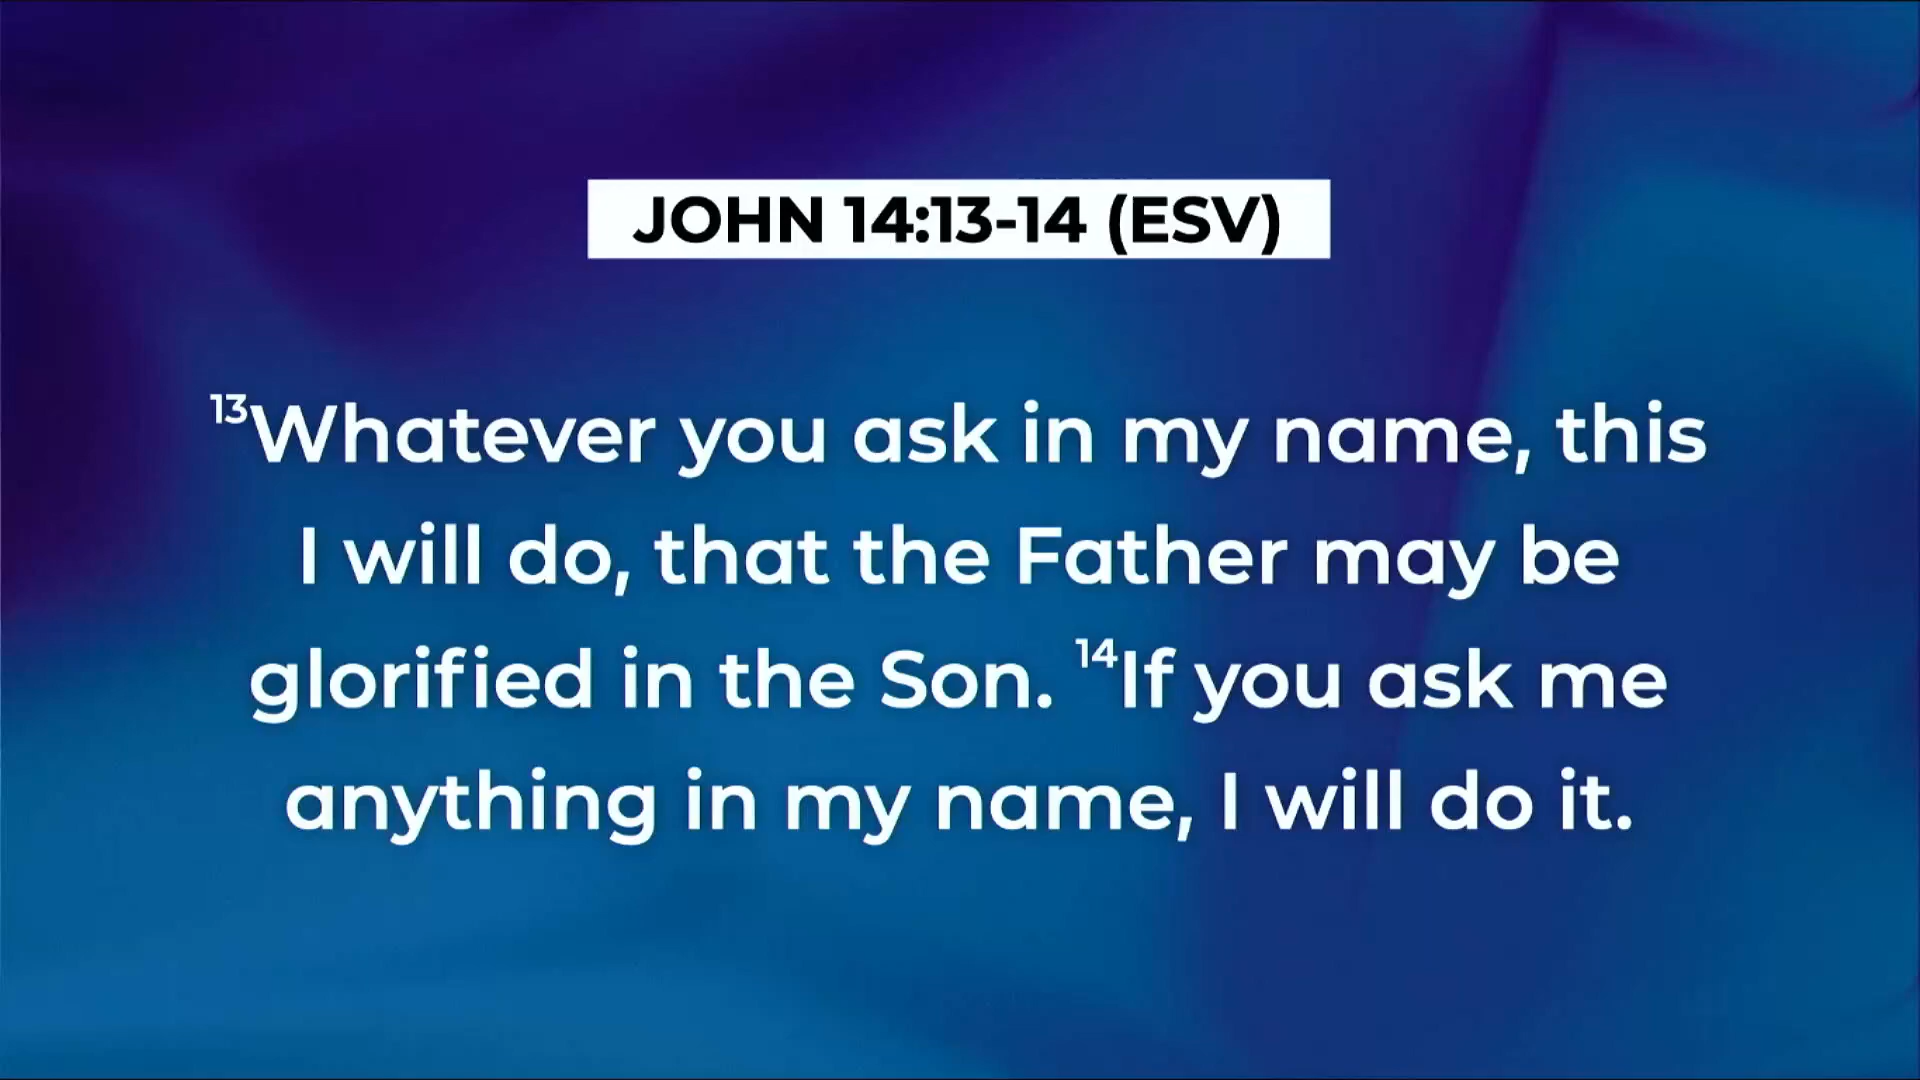 JOHN 14:13-14 (ESV)
¹³Whatever you ask in my name, this
I will do, that the Father may be
glorified in the Son. ¹⁴If you ask me
anything in my name, I will do it.